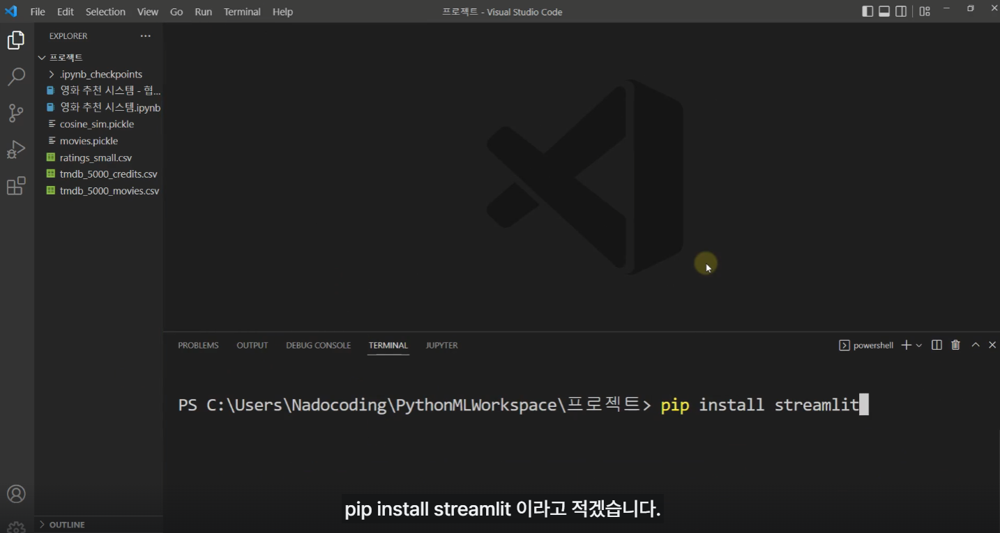 File Edit Selection View Go Run Terminal Help
프로젝트 - Visual Studio Code
EXPLORER
프로젝트
.ipynb_checkpoints
영화 추천 시스템 - 협...
영화 추천 시스템.ipynb
cosine_sim.pickle
movies.pickle
ratings_small.csv
tmdb_5000_credits.csv
tmdb_5000_movies.csv
PROBLEMS OUTPUT DEBUG CONSOLE TERMINAL JUPYTER
powershell
PS C:\Users\Nadocoding\PythonMLWorkspace\프로젝트> pip install streamlit
pip install streamlit 이라고 적겠습니다.
OUTLINE